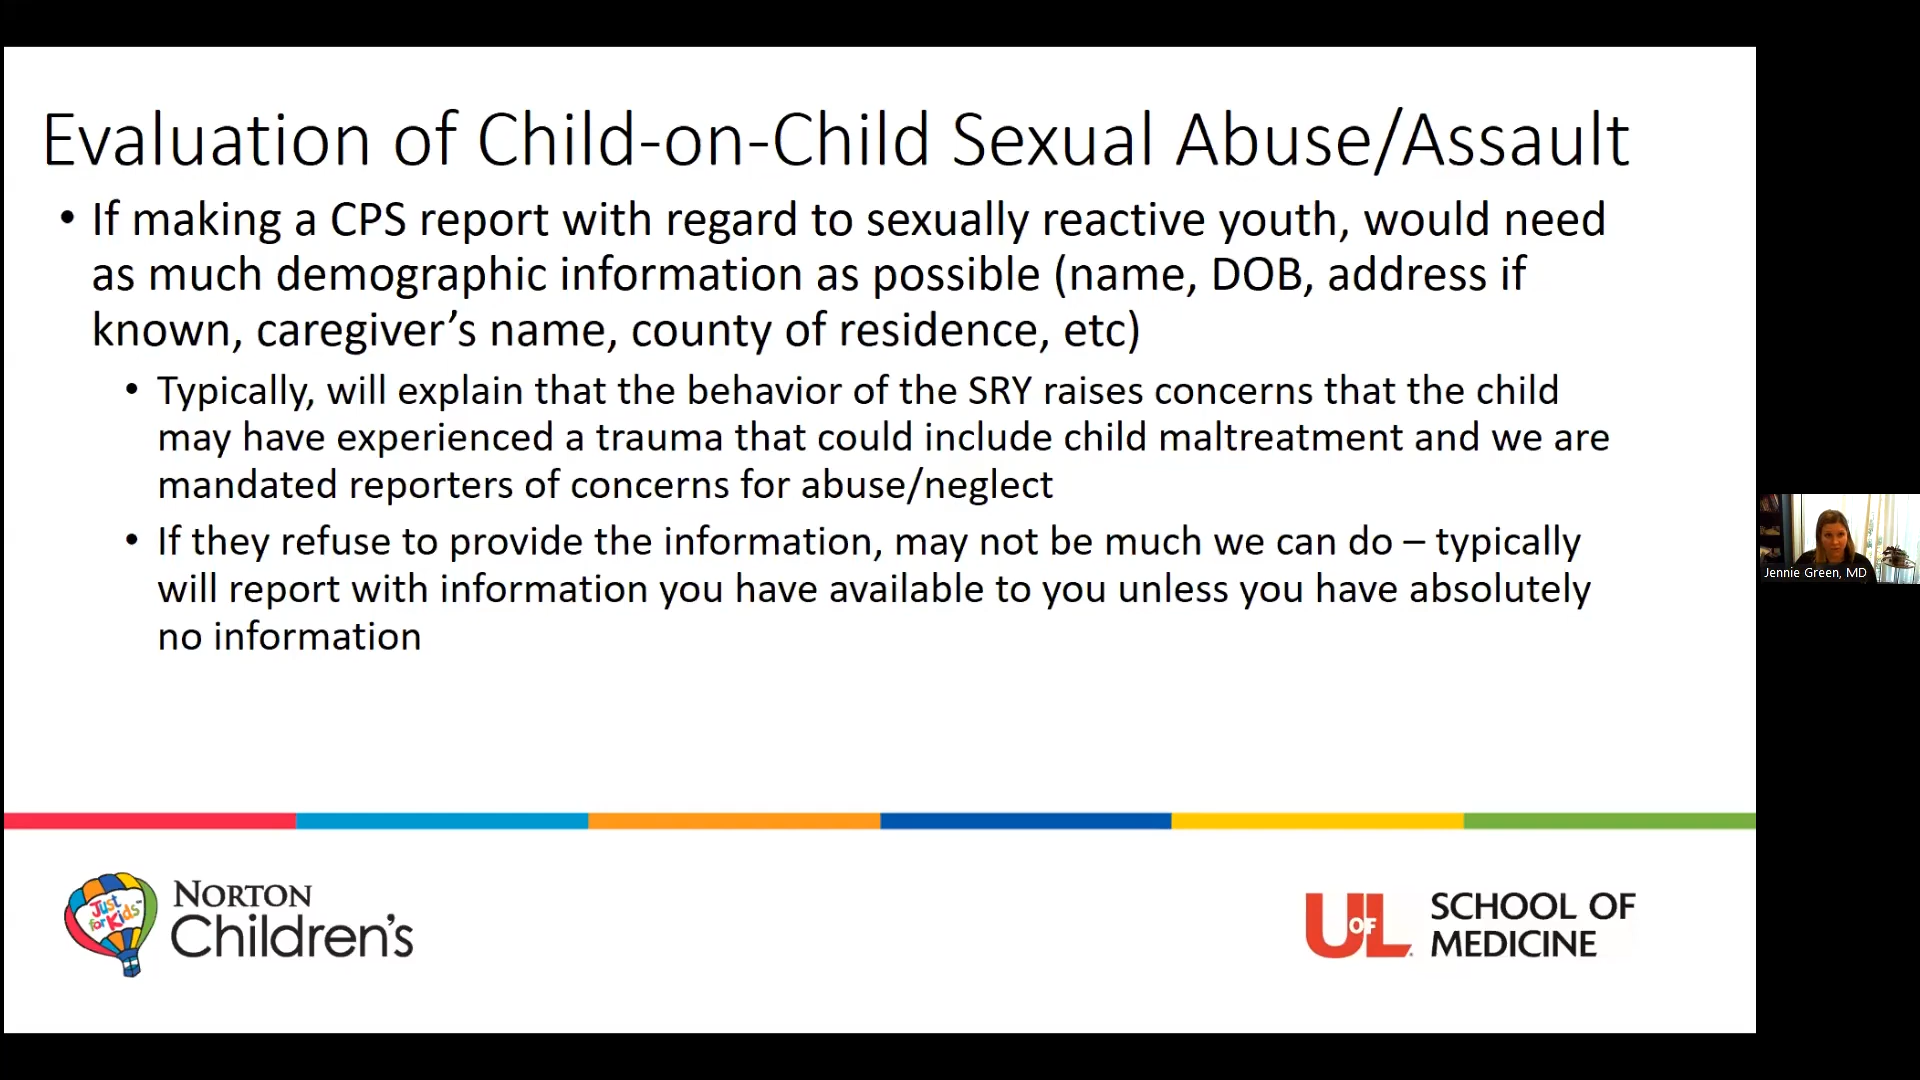 Evaluation of Child-on-Child Sexual Abuse/Assault
• If making a CPS report with regard to sexually reactive youth, would need
as much demographic information as possible (name, DOB, address if
known, caregiver’s name, county of residence, etc)
• Typically, will explain that the behavior of the SRY raises concerns that the child
may have experienced a trauma that could include child maltreatment and we are
mandated reporters of concerns for abuse/neglect
• If they refuse to provide the information, may not be much we can do – typically
will report with information you have available to you unless you have absolutely
no information
Jennie Green, MD
Just
for Kids
NORTON
Children's
UofL
SCHOOL OF
MEDICINE